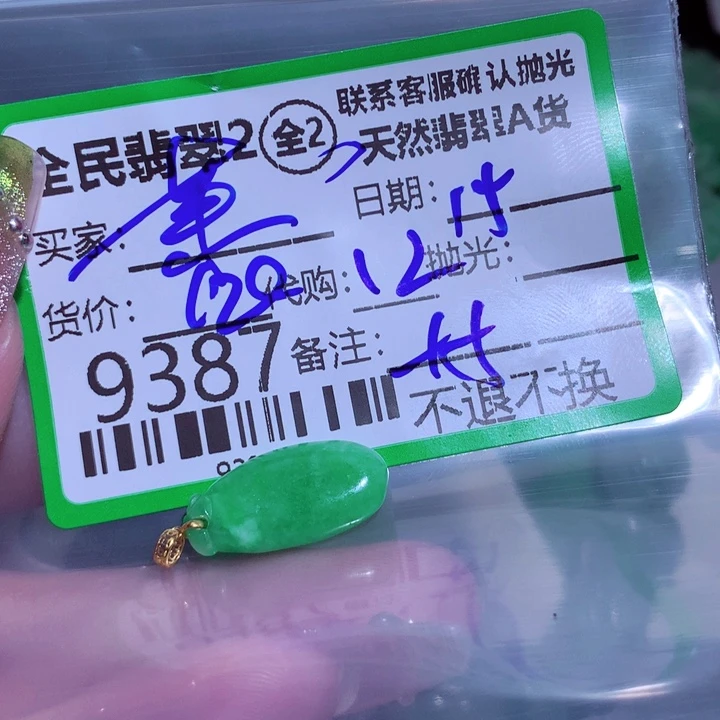 联系客服确认抛光
全民翡翠2 全2 天然翡翠A货
买家: 日期:
货价: 代购: 12 抛光:
9387 备注: 付
不退不换